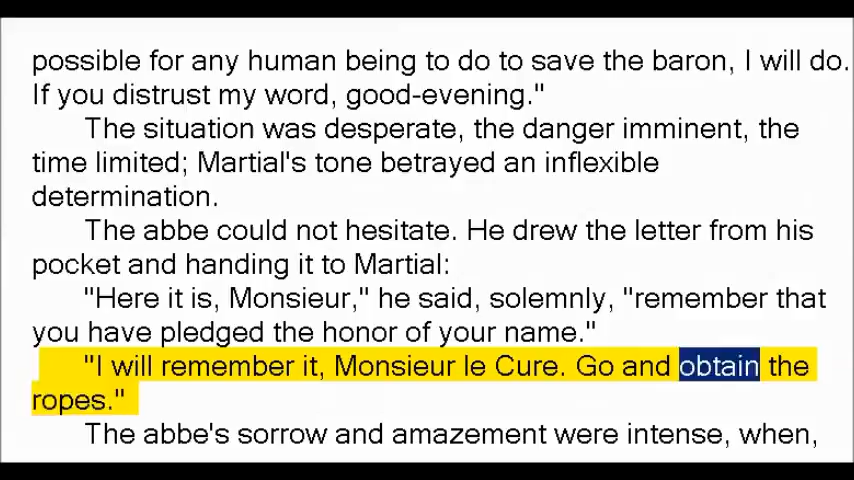 possible for any human being to do to save the baron, I will do.
If you distrust my word, good-evening."
The situation was desperate, the danger imminent, the
time limited; Martial's tone betrayed an inflexible
determination.
The abbe could not hesitate. He drew the letter from his
pocket and handing it to Martial:
"Here it is, Monsieur," he said, solemnly, "remember that
you have pledged the honor of your name."
"I will remember it, Monsieur le Cure. Go and obtain the
ropes."
The abbe's sorrow and amazement were intense, when,